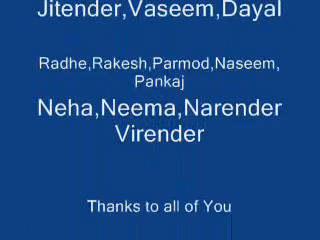 Jitender,Vaseem,Dayal
Radhe,Rakesh,Parmod,Naseem,
Pankaj
Neha,Neema,Narender
Virender
Thanks to all of You